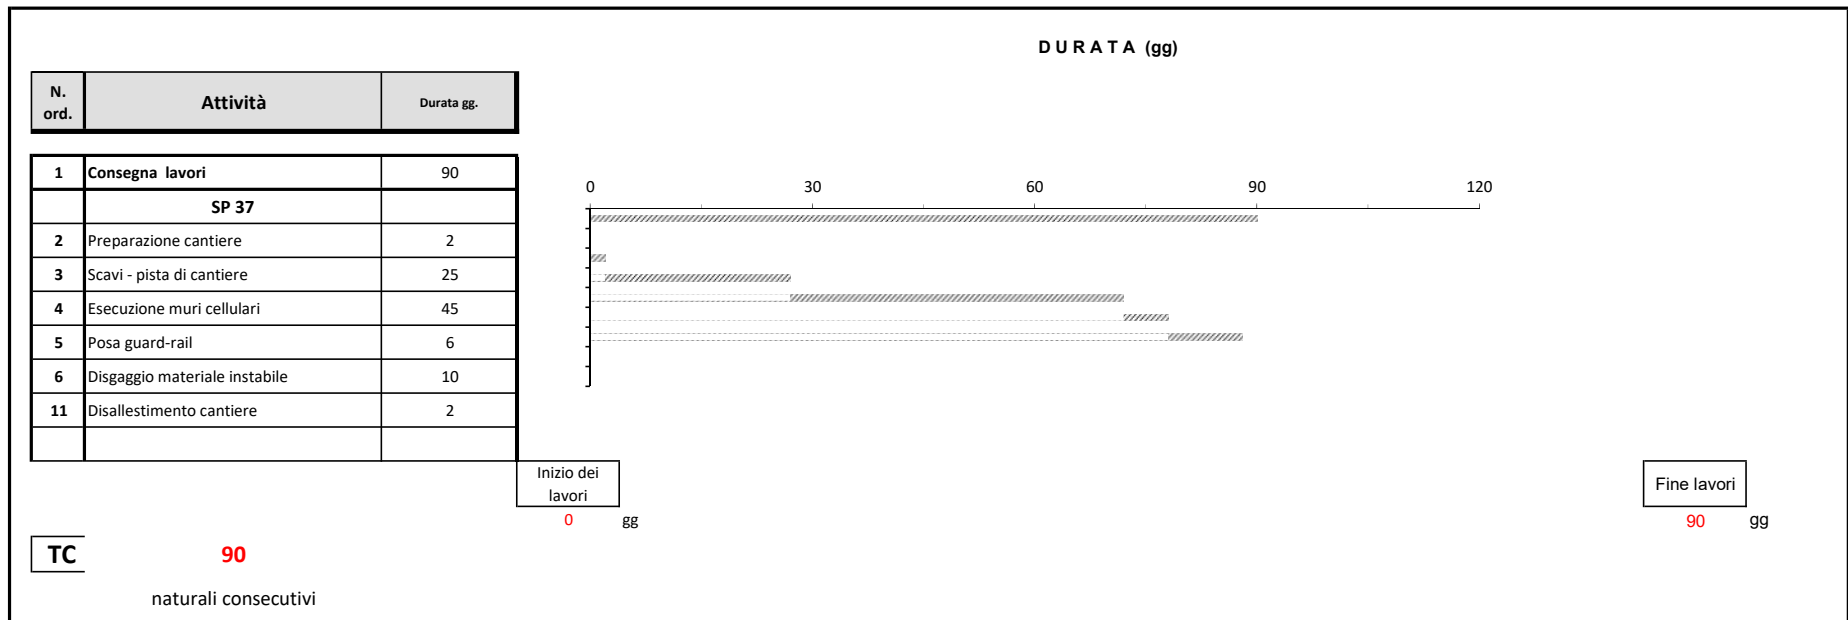 D U R A T A (gg)
N. ord. Attività Durata gg.
1 Consegna lavori 90
SP 37
2 Preparazione cantiere 2
3 Scavi - pista di cantiere 25
4 Esecuzione muri cellulari 45
5 Posa guard-rail 6
6 Disgaggio materiale instabile 10
11 Disallestimento cantiere 2
0 30 60 90 120
Inizio dei
lavori
0 gg
Fine lavori
90 gg
TC 90
naturali consecutivi